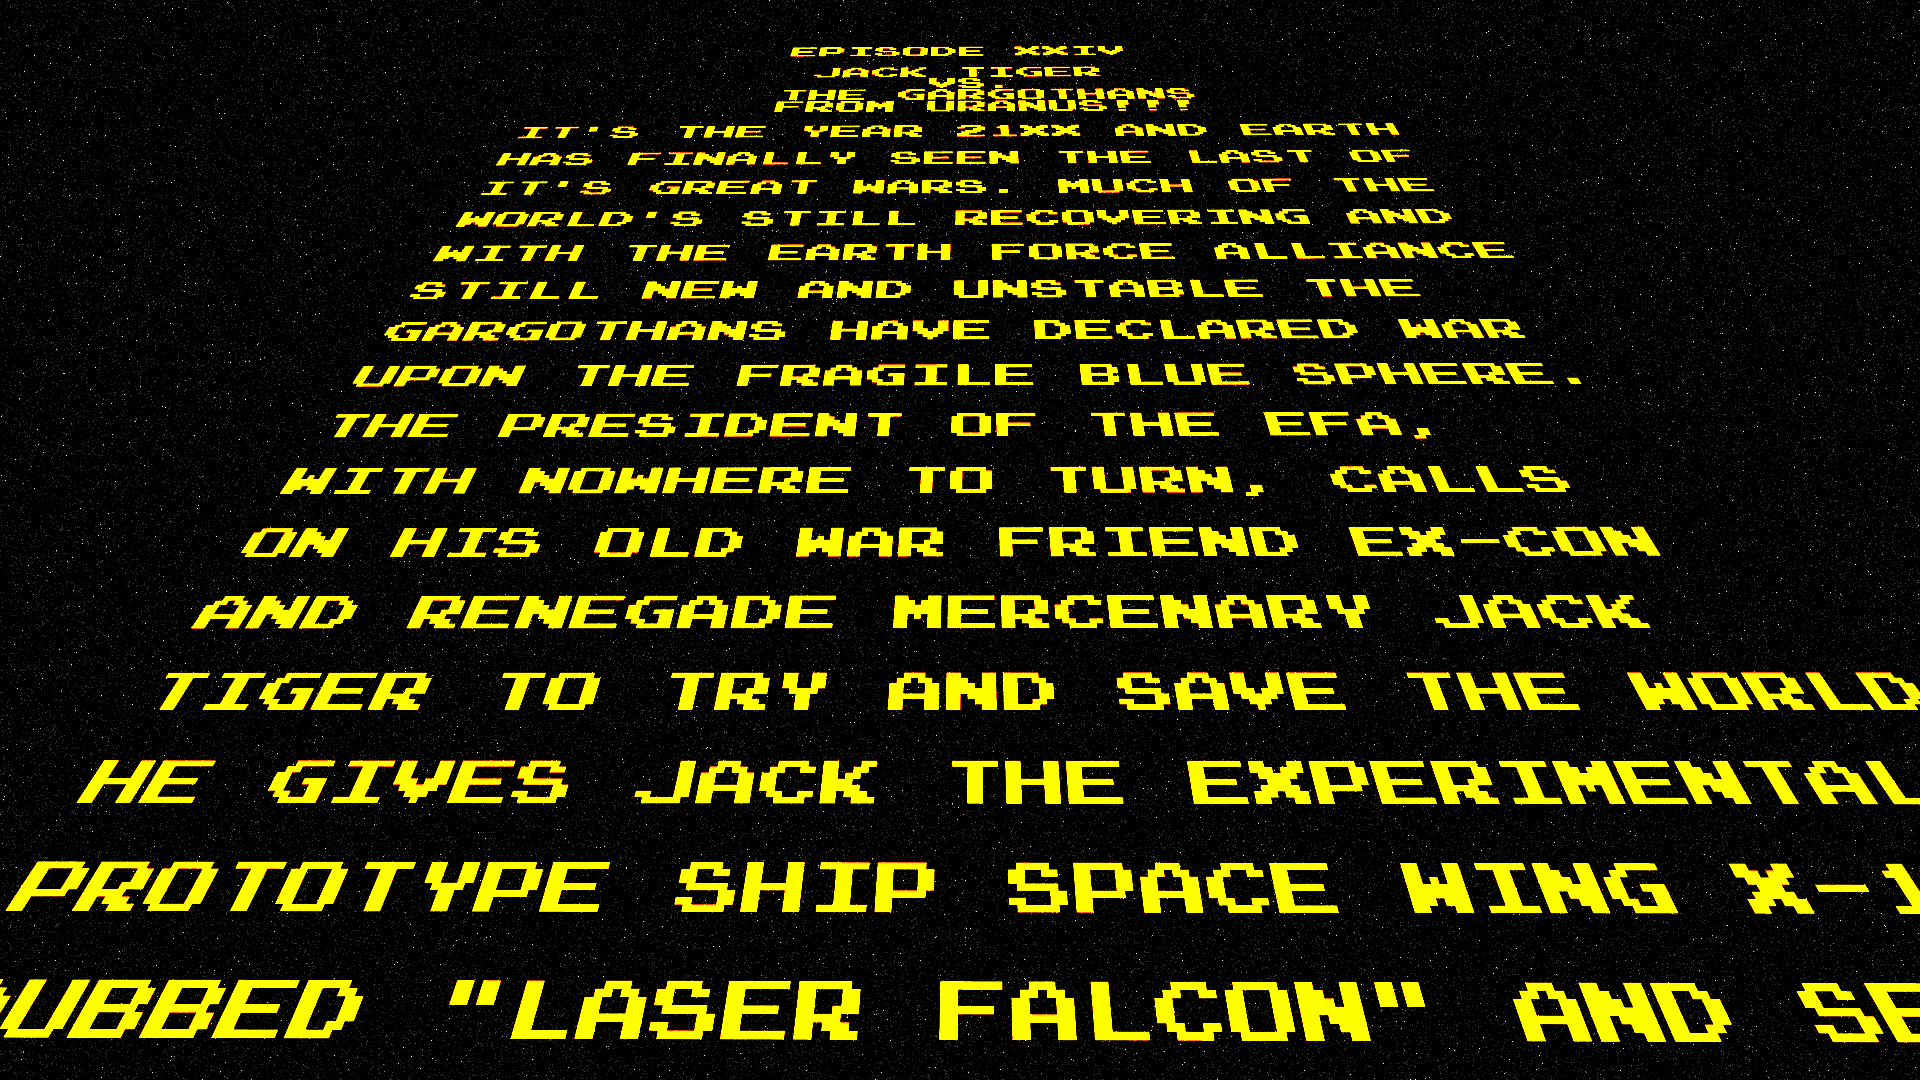 EPISODE XXIV
JACK TIGER
VS.
THE GARGOTHANS
FROM URANUS!!!
IT'S THE YEAR 21XX AND EARTH
HAS FINALLY SEEN THE LAST OF
IT'S GREAT WARS. MUCH OF THE
WORLD'S STILL RECOVERING AND
WITH THE EARTH FORCE ALLIANCE
STILL NEW AND UNSTABLE THE
GARGOTHANS HAVE DECLARED WAR
UPON THE FRAGILE BLUE SPHERE.
THE PRESIDENT OF THE EFA,
WITH NOWHERE TO TURN, CALLS
ON HIS OLD WAR FRIEND EX-CON
AND RENEGADE MERCENARY JACK
TIGER TO TRY AND SAVE THE WORLD
HE GIVES JACK THE EXPERIMENTAL
PROTOTYPE SHIP SPACE WING X-1
DUBBED "LASER FALCON" AND